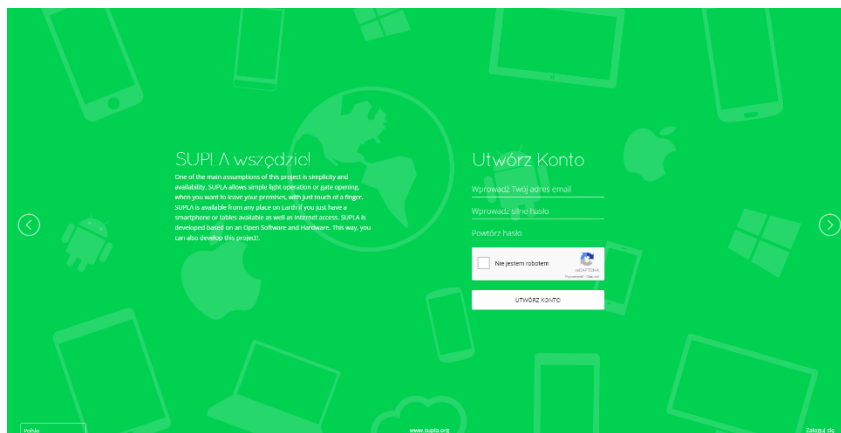 SUPLA wszędzie!
One of the main assumptions of this project is simplicity and
availability. SUPLA allows simple light operation or gate opening,
when you want to leave your premises, with just touch of a finger.
SUPLA is available from any place on Earth if you just have a
smartphone or tables available as well as internet access. SUPLA is
developed based on an Open Software and Hardware. This way, you
can also develop this project!.
Utwórz Konto
Wprowadź Twój adres email
Wprowadź silne hasło
Powtórz hasło
Nie jestem robotem
reCAPTCHA
UTWÓRZ KONTO
Polski
www.supla.org
Zaloguj się